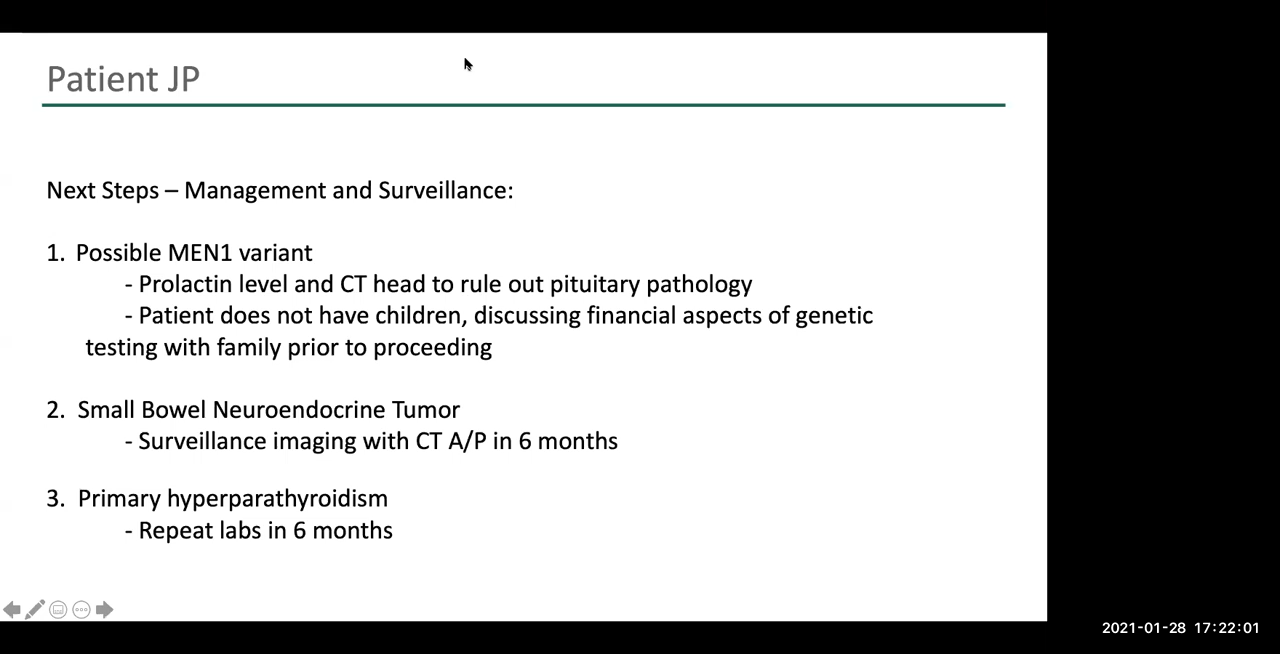 Patient JP
Next Steps – Management and Surveillance:
1. Possible MEN1 variant
- Prolactin level and CT head to rule out pituitary pathology
- Patient does not have children, discussing financial aspects of genetic
testing with family prior to proceeding
2. Small Bowel Neuroendocrine Tumor
- Surveillance imaging with CT A/P in 6 months
3. Primary hyperparathyroidism
- Repeat labs in 6 months
2021-01-28 17:22:01